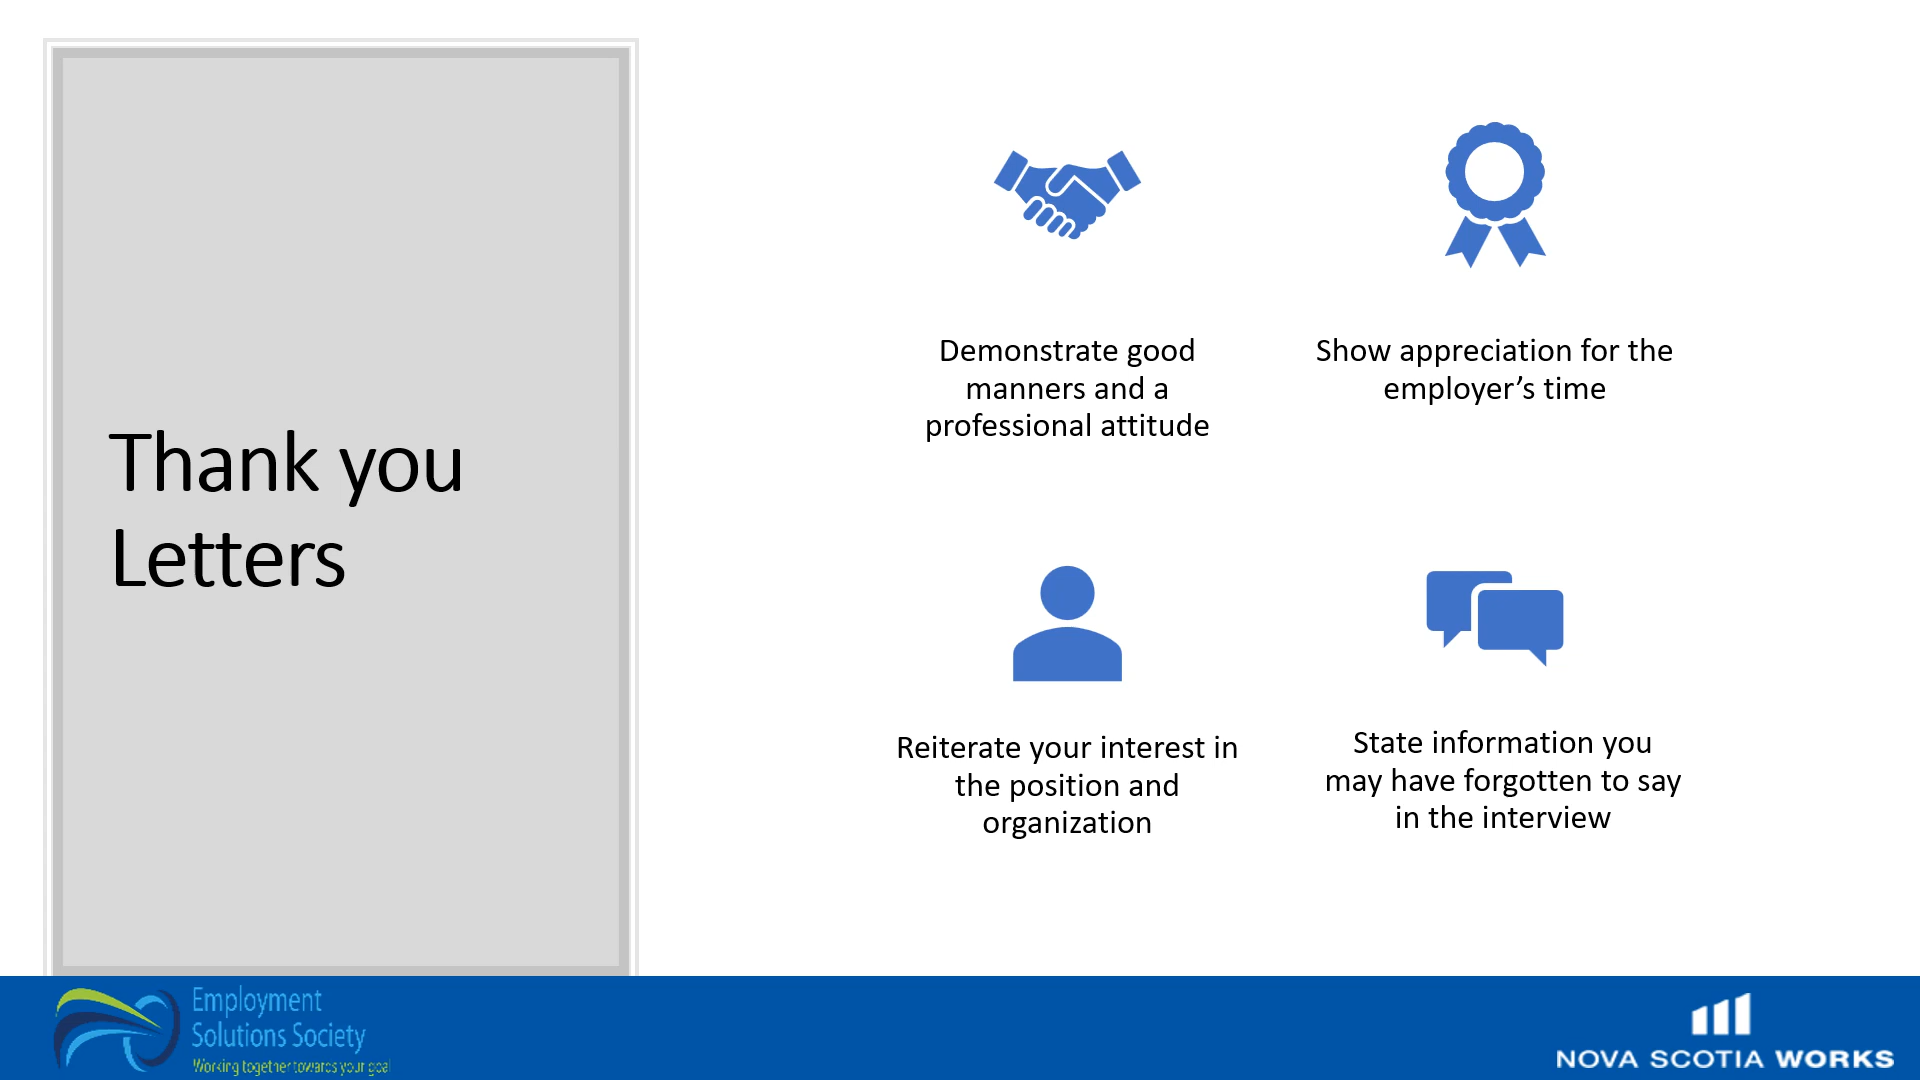 Thank you
Letters
Demonstrate good
manners and a
professional attitude
Show appreciation for the
employer’s time
Reiterate your interest in
the position and
organization
State information you
may have forgotten to say
in the interview
Employment
Solutions Society
Working together towards your goal
NOVA SCOTIA WORKS